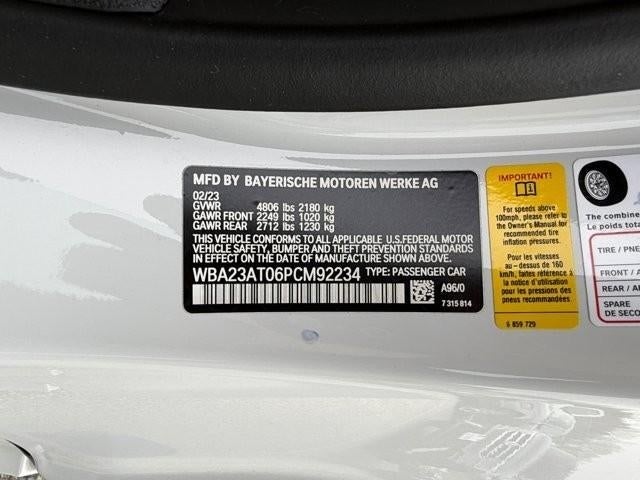 MFD BY BAYERISCHE MOTOREN WERKE AG
02/23
GVWR 4806 lbs 2180 kg
GAWR FRONT 2249 lbs 1020 kg
GAWR REAR 2712 lbs 1230 kg
THIS VEHICLE CONFORMS TO ALL APPLICABLE U.S.FEDERAL MOTOR
VEHICLE SAFETY, BUMPER AND THEFT PREVENTION STANDARDS
IN EFFECT ON THE DATE OF MANUFACTURE SHOWN ABOVE.
WBA23AT06PCM92234 TYPE: PASSENGER CAR
A96/0
7 315 814
IMPORTANT!
For speeds above
100mph, please
refer to the
Owner's Manual for
recommended tire
inflation pressures.
Pour les vitesses
au - dessus de 160
km/h, faites référence à
la notice d'utilisation
pour les pressions des
pneus recommandées.
6 859 729
The combine
Le poids total
TIRE / PNE
FRONT / A
REAR / AR
SPARE
DE SECO